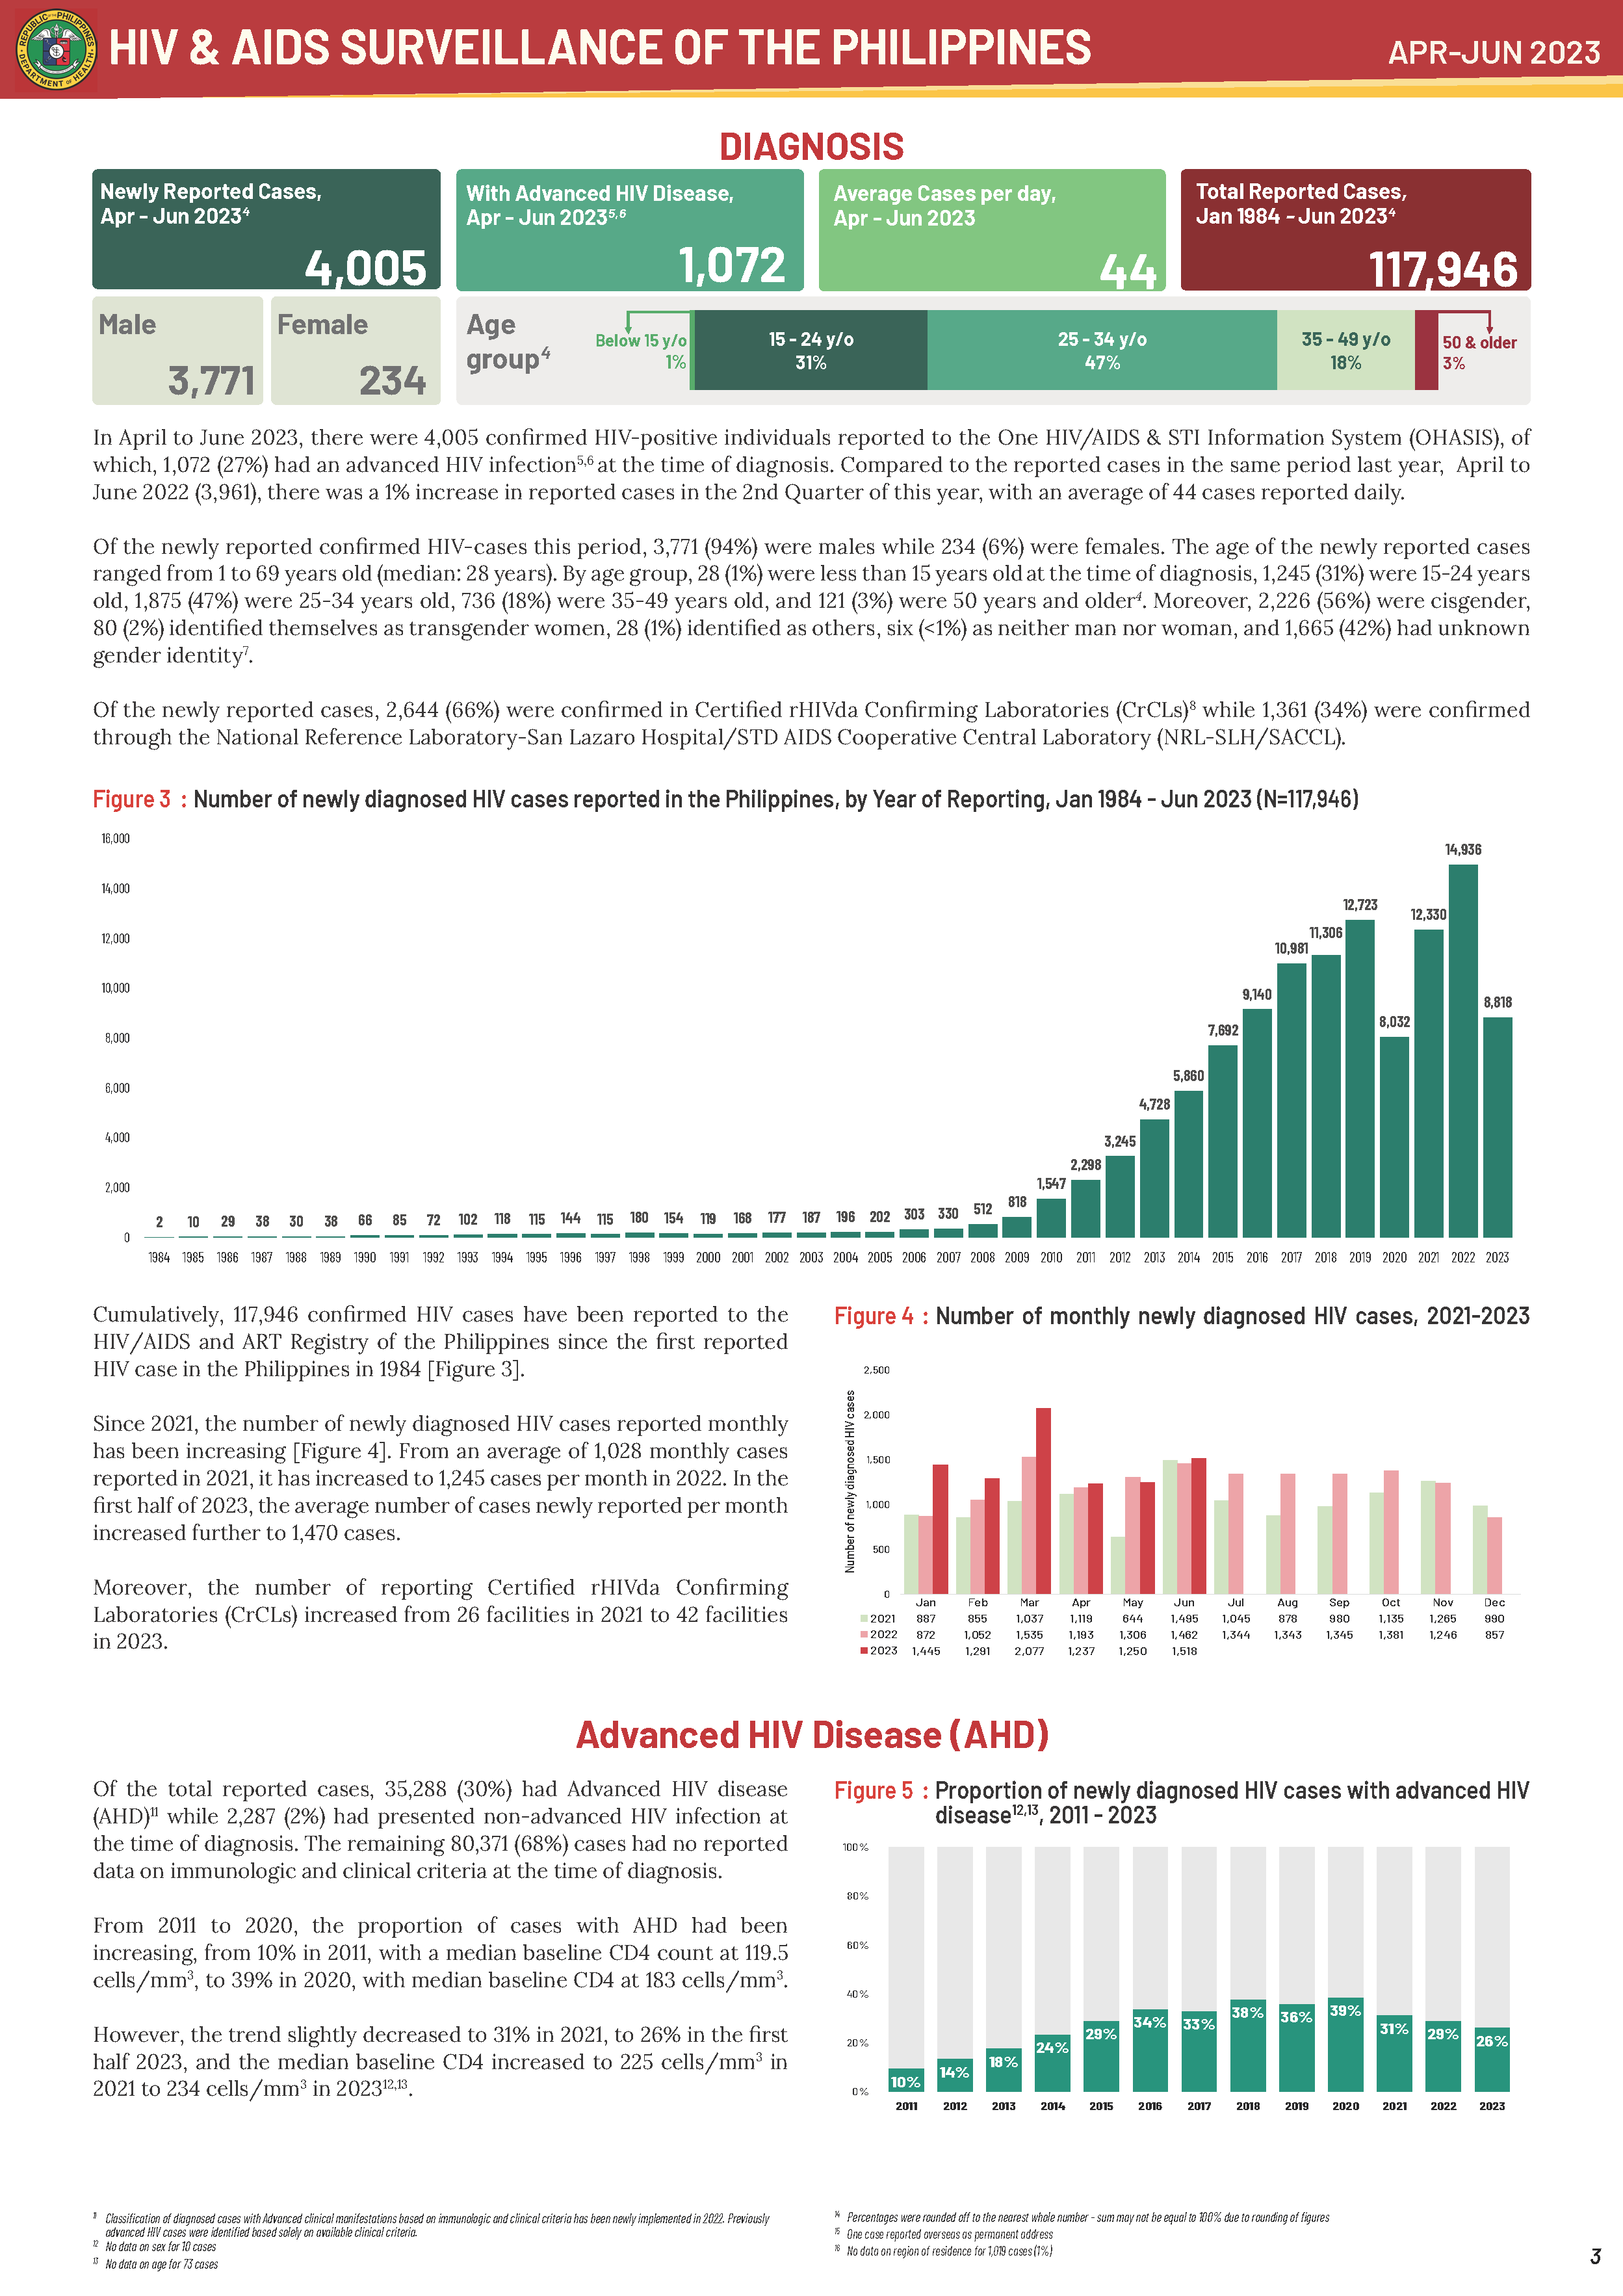 HIV & AIDS SURVEILLANCE OF THE PHILIPPINES
APR-JUN 2023
REPUBLIC OF THE PHILIPPINES
DEPARTMENT OF HEALTH
DIAGNOSIS
Newly Reported Cases,
Apr – Jun 2023⁴
4,005
With Advanced HIV Disease,
Apr – Jun 2023⁵,⁶
1,072
Average Cases per day,
Apr – Jun 2023
44
Total Reported Cases,
Jan 1984 – Jun 2023⁴
117,946
Male
3,771
Female
234
Age
group⁴
Below 15 y/o
1%
15 - 24 y/o
31%
25 - 34 y/o
47%
35 - 49 y/o
18%
50 & older
3%
In April to June 2023, there were 4,005 confirmed HIV-positive individuals reported to the One HIV/AIDS & STI Information System (OHASIS), of
which, 1,072 (27%) had an advanced HIV infection⁵,⁶ at the time of diagnosis. Compared to the reported cases in the same period last year, April to
June 2022 (3,961), there was a 1% increase in reported cases in the 2nd Quarter of this year, with an average of 44 cases reported daily.
Of the newly reported confirmed HIV-cases this period, 3,771 (94%) were males while 234 (6%) were females. The age of the newly reported cases
ranged from 1 to 69 years old (median: 28 years). By age group, 28 (1%) were less than 15 years old at the time of diagnosis, 1,245 (31%) were 15-24 years
old, 1,875 (47%) were 25-34 years old, 736 (18%) were 35-49 years old, and 121 (3%) were 50 years and older⁴. Moreover, 2,226 (56%) were cisgender,
80 (2%) identified themselves as transgender women, 28 (1%) identified as others, six (<1%) as neither man nor woman, and 1,665 (42%) had unknown
gender identity⁷.
Of the newly reported cases, 2,644 (66%) were confirmed in Certified rHIVda Confirming Laboratories (CrCLs)⁸ while 1,361 (34%) were confirmed
through the National Reference Laboratory-San Lazaro Hospital/STD AIDS Cooperative Central Laboratory (NRL-SLH/SACCL).
Figure 3 : Number of newly diagnosed HIV cases reported in the Philippines, by Year of Reporting, Jan 1984 - Jun 2023 (N=117,946)
16,000
14,000
12,000
10,000
8,000
6,000
4,000
2,000
0
2 10 29 38 30 38 66 85 72 102 118 115 144 115 180 154 119 168 177 187 196 202 303 330 512 818 1,547 2,298 3,245 4,728 5,860 7,692 9,140 10,981 11,306 12,723 8,032 12,330 14,936 8,818
1984 1985 1986 1987 1988 1989 1990 1991 1992 1993 1994 1995 1996 1997 1998 1999 2000 2001 2002 2003 2004 2005 2006 2007 2008 2009 2010 2011 2012 2013 2014 2015 2016 2017 2018 2019 2020 2021 2022 2023
Cumulatively, 117,946 confirmed HIV cases have been reported to the
HIV/AIDS and ART Registry of the Philippines since the first reported
HIV case in the Philippines in 1984 [Figure 3].
Since 2021, the number of newly diagnosed HIV cases reported monthly
has been increasing [Figure 4]. From an average of 1,028 monthly cases
reported in 2021, it has increased to 1,245 cases per month in 2022. In the
first half of 2023, the average number of cases newly reported per month
increased further to 1,470 cases.
Moreover, the number of reporting Certified rHIVda Confirming
Laboratories (CrCLs) increased from 26 facilities in 2021 to 42 facilities
in 2023.
Figure 4 : Number of monthly newly diagnosed HIV cases, 2021-2023
Number of newly diagnosed HIV cases
2,500
2,000
1,500
1,000
500
0
Jan Feb Mar Apr May Jun Jul Aug Sep Oct Nov Dec
2021 887 855 1,037 1,119 644 1,495 1,045 878 980 1,135 1,265 990
2022 872 1,052 1,535 1,193 1,306 1,462 1,344 1,343 1,345 1,381 1,246 857
2023 1,445 1,291 2,077 1,237 1,250 1,518
Advanced HIV Disease (AHD)
Of the total reported cases, 35,288 (30%) had Advanced HIV disease
(AHD)¹¹ while 2,287 (2%) had presented non-advanced HIV infection at
the time of diagnosis. The remaining 80,371 (68%) cases had no reported
data on immunologic and clinical criteria at the time of diagnosis.
From 2011 to 2020, the proportion of cases with AHD had been
increasing, from 10% in 2011, with a median baseline CD4 count at 119.5
cells/mm³, to 39% in 2020, with median baseline CD4 at 183 cells/mm³.
However, the trend slightly decreased to 31% in 2021, to 26% in the first
half 2023, and the median baseline CD4 increased to 225 cells/mm³ in
2021 to 234 cells/mm³ in 2023¹²,¹³.
Figure 5 : Proportion of newly diagnosed HIV cases with advanced HIV
disease¹²,¹³, 2011 - 2023
100%
80%
60%
40%
20%
0%
10% 14% 18% 24% 29% 34% 33% 38% 36% 39% 31% 29% 26%
2011 2012 2013 2014 2015 2016 2017 2018 2019 2020 2021 2022 2023
¹¹ Classification of diagnosed cases with Advanced clinical manifestations based on immunologic and clinical criteria has been newly implemented in 2022. Previously
advanced HIV cases were identified based solely on available clinical criteria.
¹² No data on sex for 10 cases
¹³ No data on age for 73 cases
¹⁴ Percentages were rounded off to the nearest whole number - sum may not be equal to 100% due to rounding of figures
¹⁵ One case reported overseas as permanent address
¹⁶ No data on region of residence for 1,019 cases (1%)
3